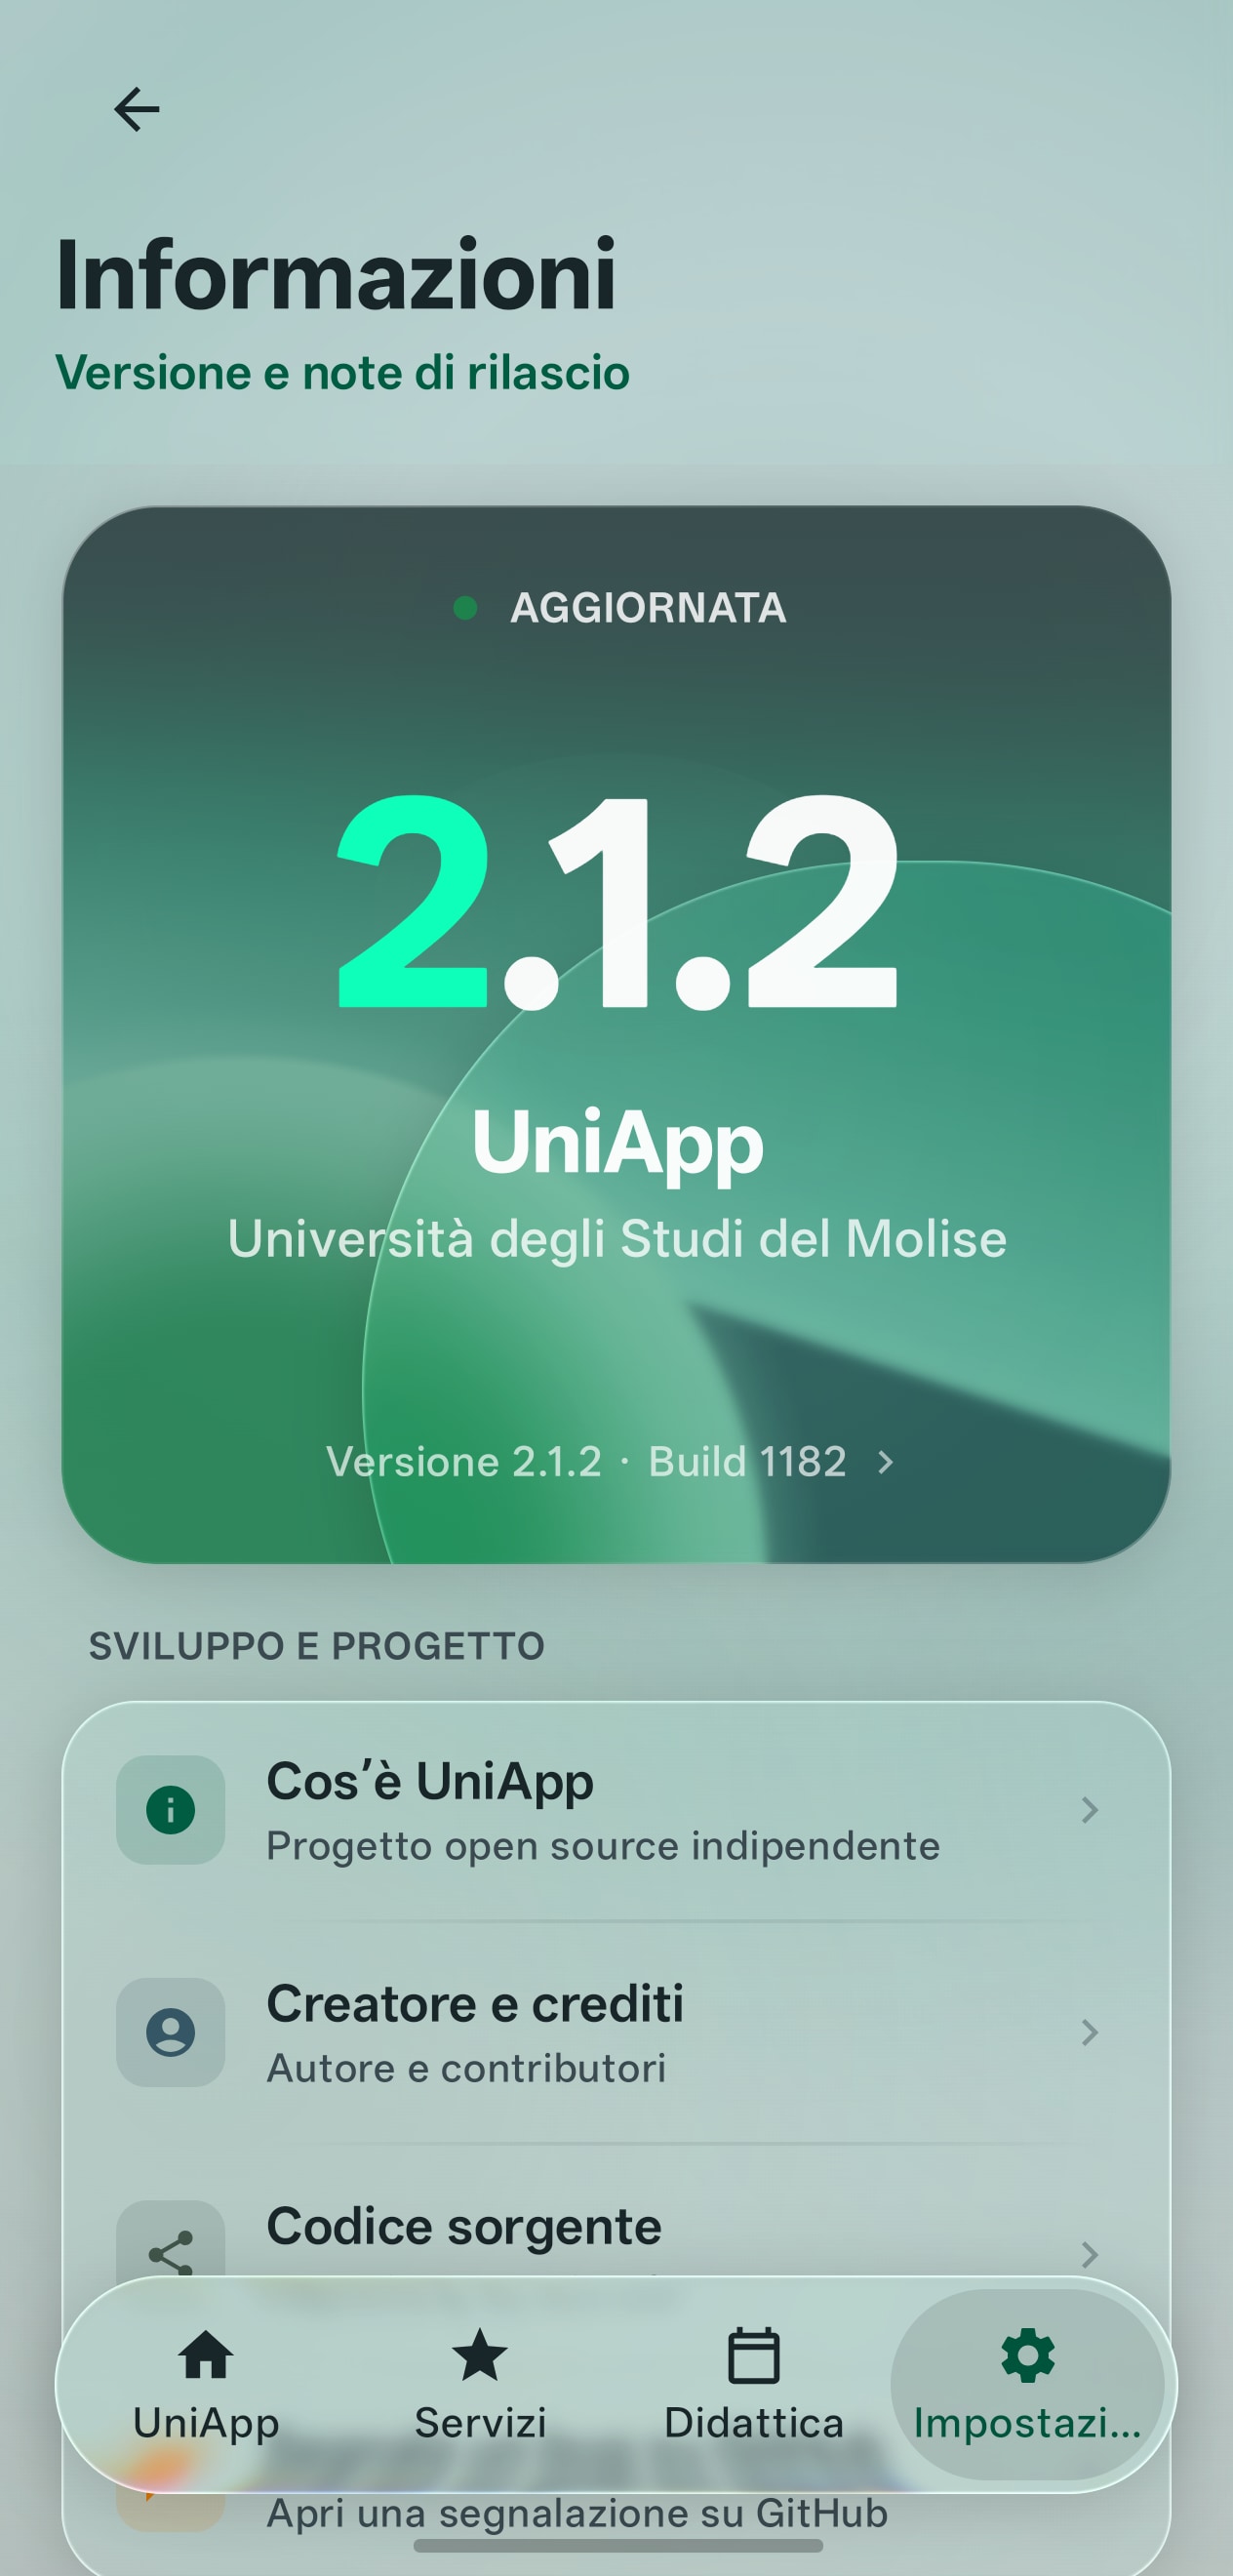 Informazioni
Versione e note di rilascio
AGGIORNATA
2.1.2
UniApp
Università degli Studi del Molise
Versione 2.1.2 · Build 1182
SVILUPPO E PROGETTO
Cos’è UniApp
Progetto open source indipendente
Creatore e crediti
Autore e contributori
Codice sorgente
UniApp
Servizi
Didattica
Impostazi...
Apri una segnalazione su GitHub